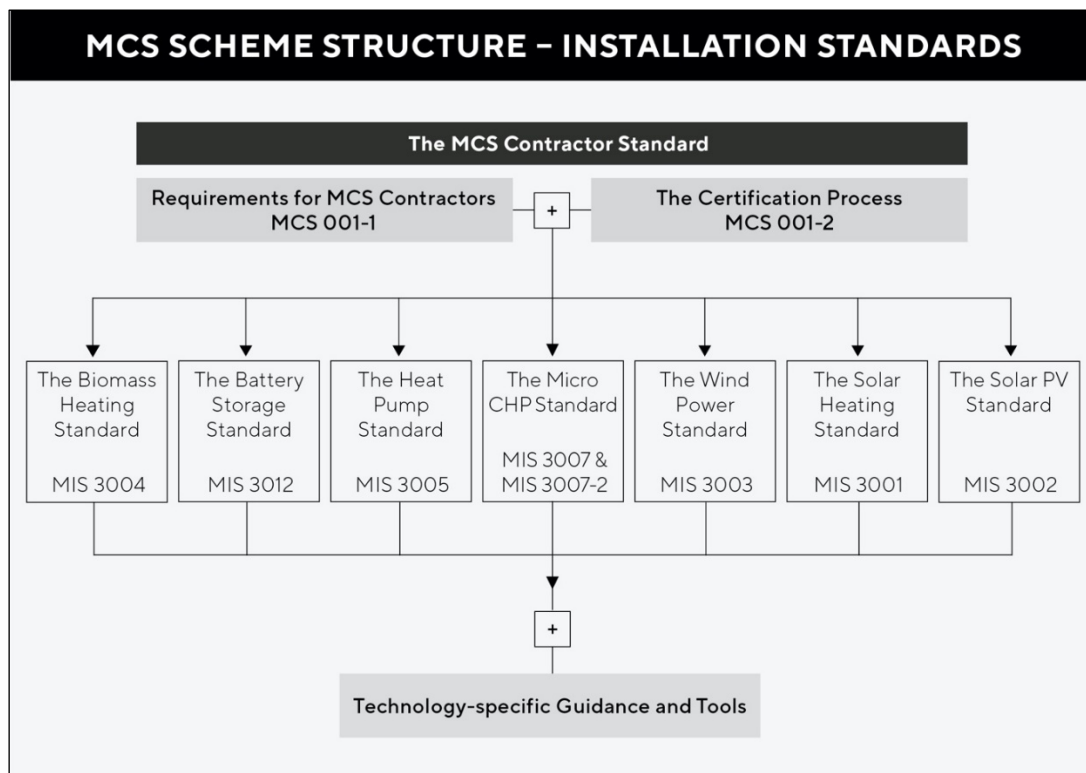 MCS SCHEME STRUCTURE – INSTALLATION STANDARDS
The MCS Contractor Standard
Requirements for MCS Contractors
MCS 001-1
+
The Certification Process
MCS 001-2
The Biomass
Heating
Standard
MIS 3004
The Battery
Storage
Standard
MIS 3012
The Heat
Pump
Standard
MIS 3005
The Micro
CHP Standard
MIS 3007 &
MIS 3007-2
The Wind
Power
Standard
MIS 3003
The Solar
Heating
Standard
MIS 3001
The Solar PV
Standard
MIS 3002
+
Technology-specific Guidance and Tools